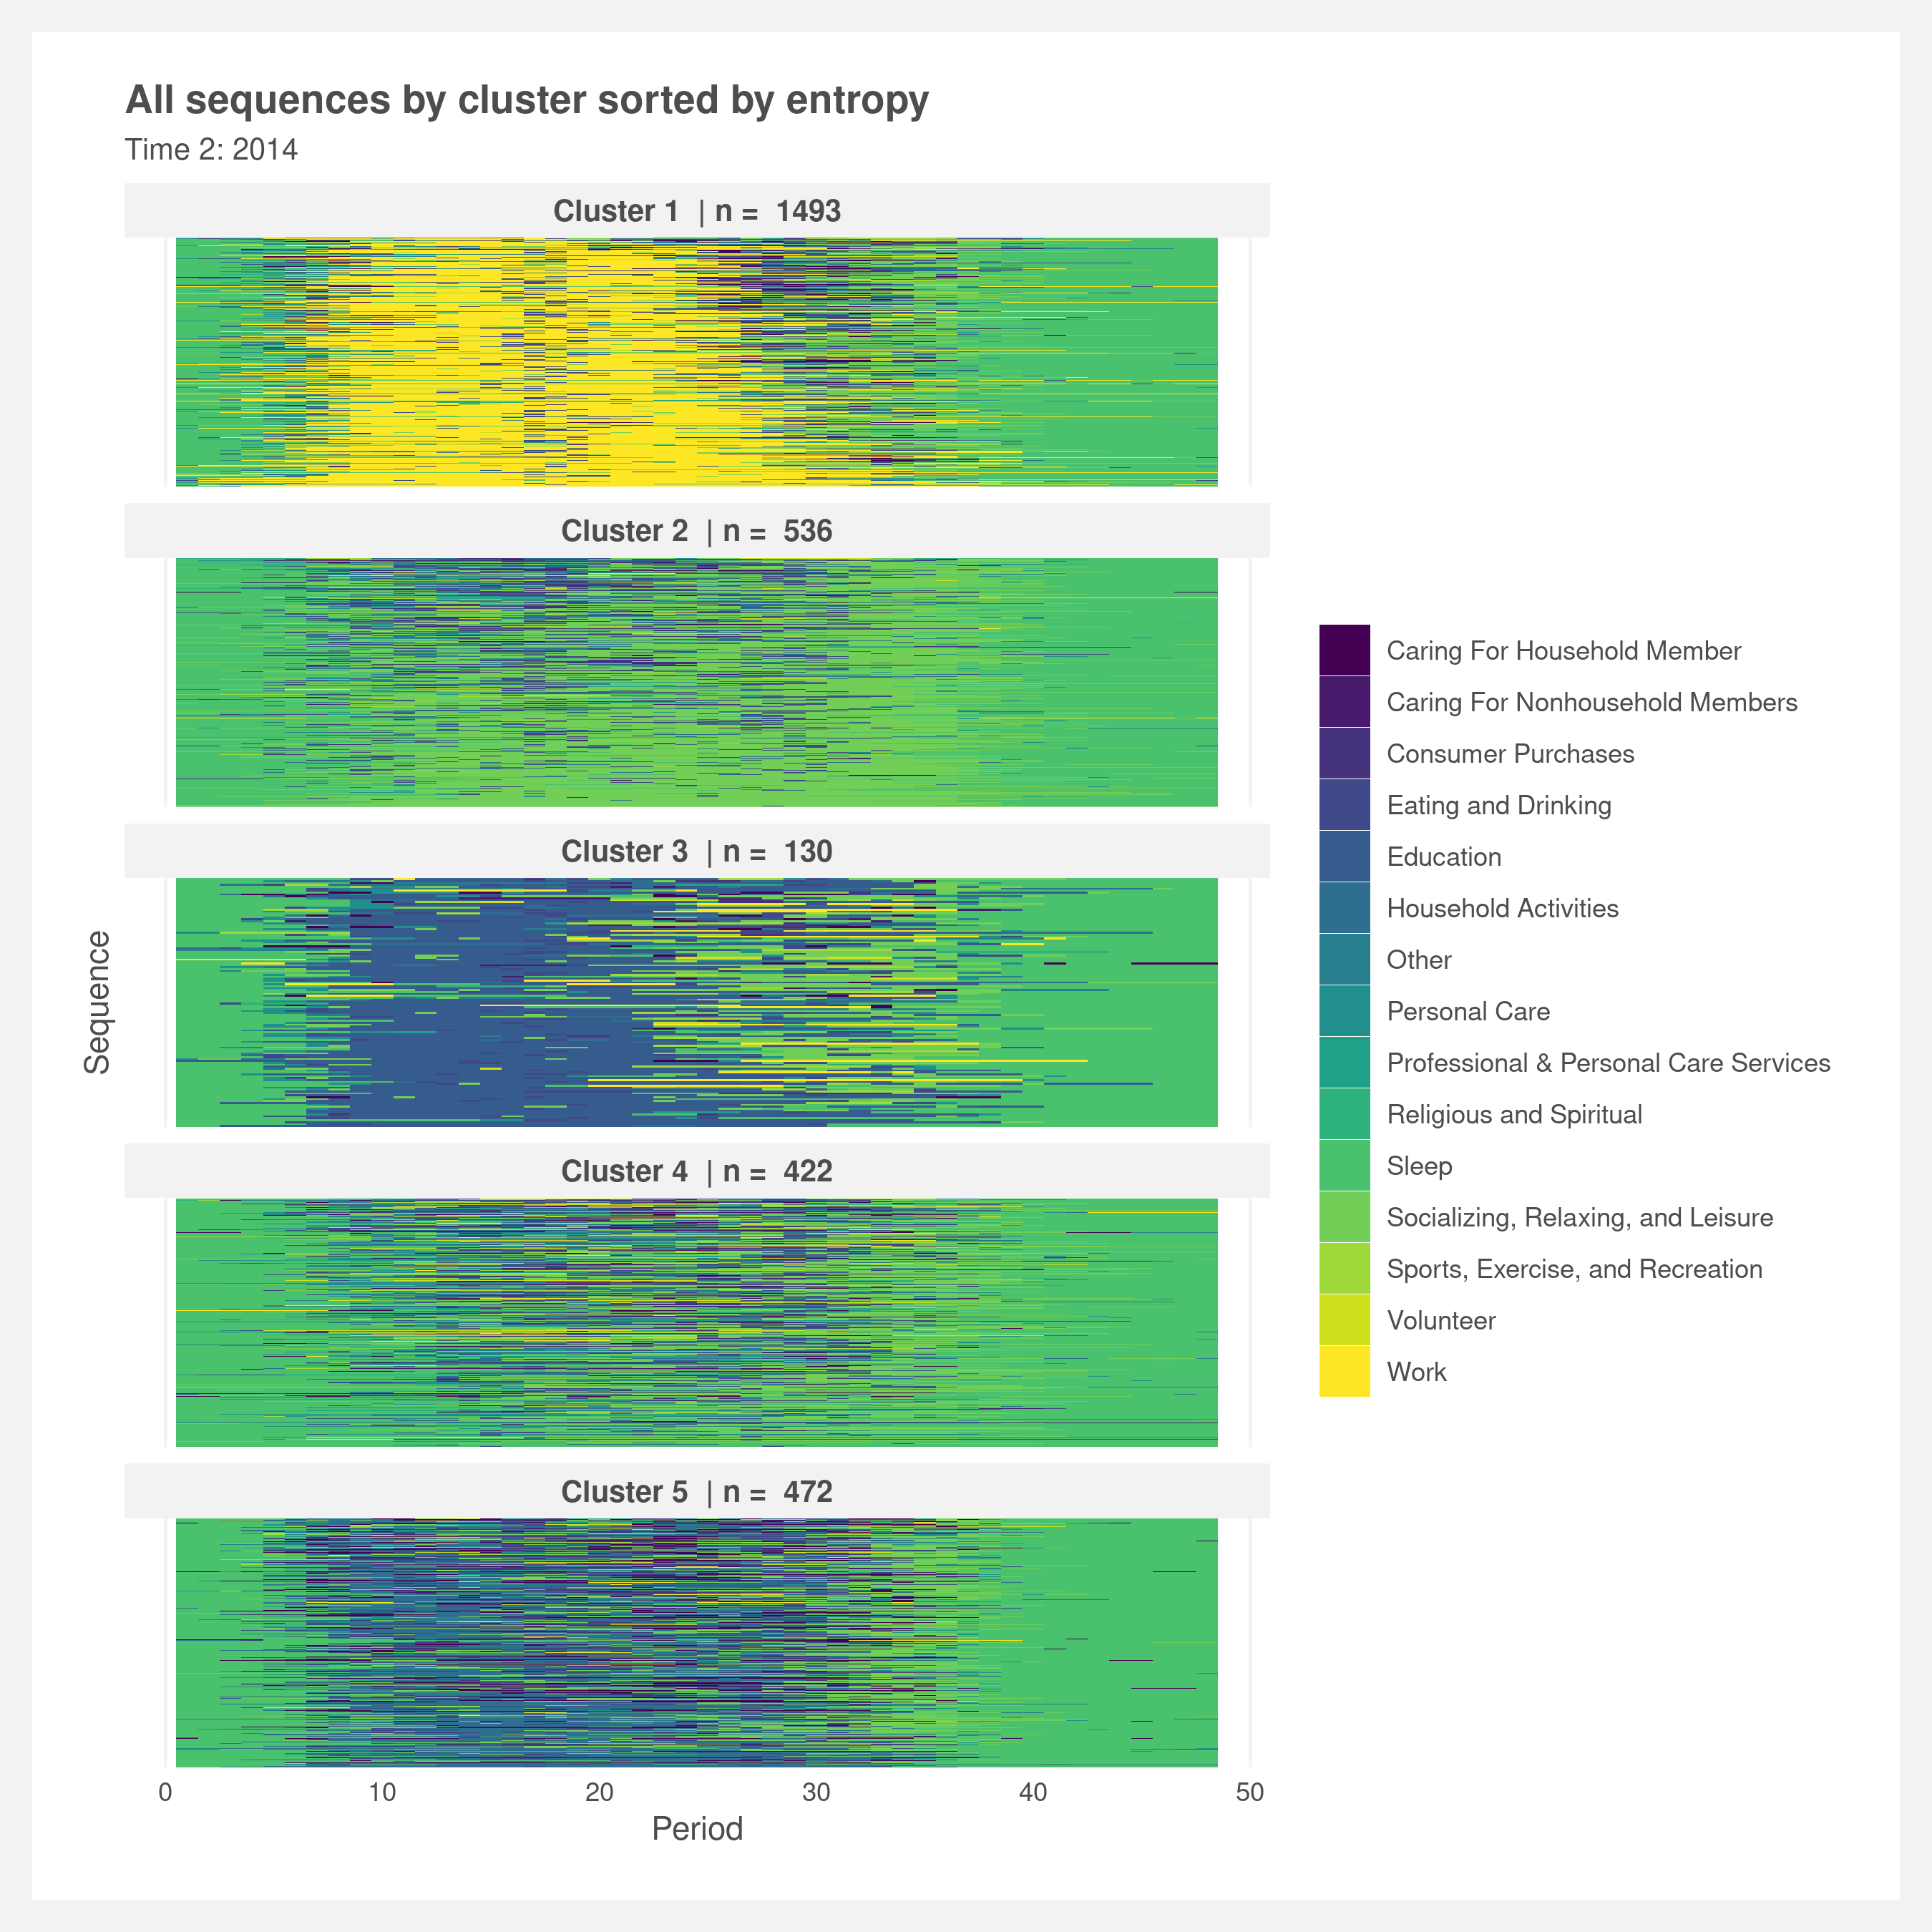 All sequences by cluster sorted by entropy
Time 2: 2014
Cluster 1 | n = 1493
Cluster 2 | n = 536
Cluster 3 | n = 130
Cluster 4 | n = 422
Cluster 5 | n = 472
Sequence
0 10 20 30 40 50
Period
Caring For Household Member
Caring For Nonhousehold Members
Consumer Purchases
Eating and Drinking
Education
Household Activities
Other
Personal Care
Professional & Personal Care Services
Religious and Spiritual
Sleep
Socializing, Relaxing, and Leisure
Sports, Exercise, and Recreation
Volunteer
Work